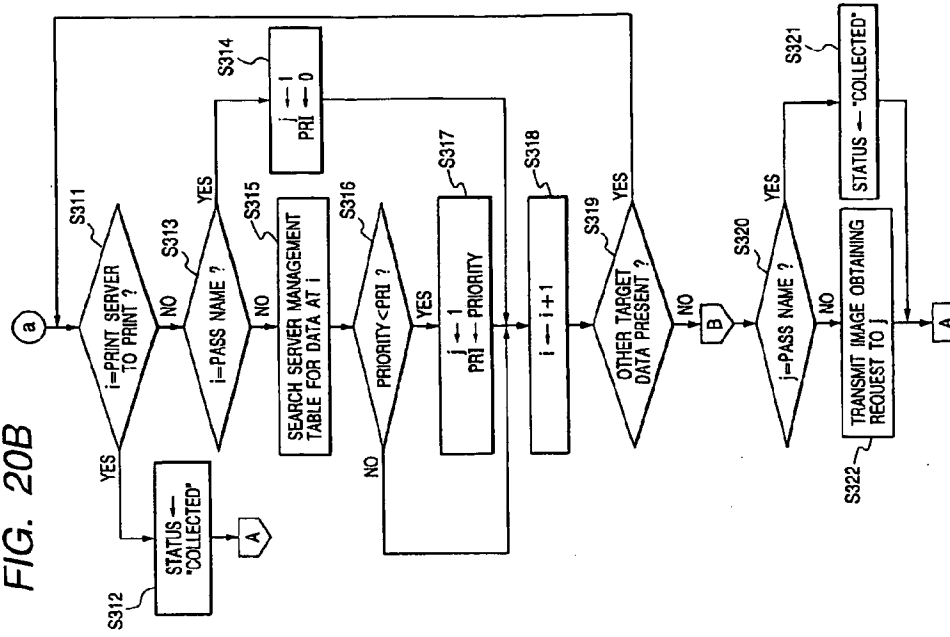 FIG. 20B
a
S311
i=PRINT SERVER
TO PRINT ?
YES
NO
S312
STATUS ←
"COLLECTED"
A
S313
i=PASS NAME ?
YES
NO
S314
j ← 1
PRI ← 0
S315
SEARCH SERVER MANAGEMENT
TABLE FOR DATA AT i
S316
PRIORITY<PRI ?
NO
YES
S317
j ← 1
PRI ← PRIORITY
S318
i ← i+1
S319
OTHER TARGET
DATA PRESENT ?
YES
NO
B
S320
j=PASS NAME ?
YES
NO
S321
STATUS ← "COLLECTED"
S322
TRANSMIT IMAGE OBTAINING
REQUEST TO j
A